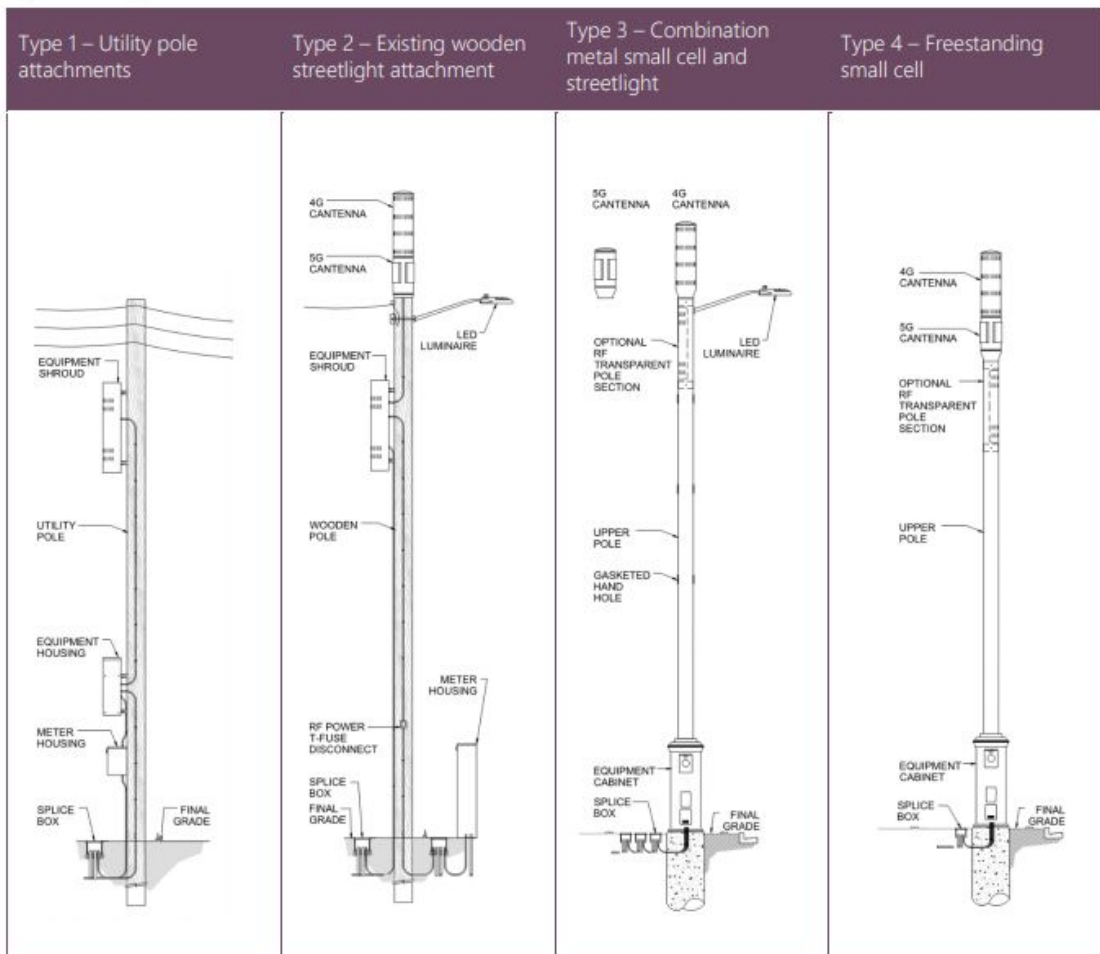 Type 1 – Utility pole
attachments
Type 2 – Existing wooden
streetlight attachment
Type 3 – Combination
metal small cell and
streetlight
Type 4 – Freestanding
small cell
EQUIPMENT
SHROUD
UTILITY
POLE
EQUIPMENT
HOUSING
METER
HOUSING
SPLICE
BOX
FINAL
GRADE
4G
CANTENNA
5G
CANTENNA
LED
LUMINAIRE
EQUIPMENT
SHROUD
WOODEN
POLE
METER
HOUSING
RF POWER
T-FUSE
DISCONNECT
SPLICE
BOX
FINAL
GRADE
5G
CANTENNA
4G
CANTENNA
OPTIONAL
RF
TRANSPARENT
POLE
SECTION
LED
LUMINAIRE
UPPER
POLE
GASKETED
HAND
HOLE
EQUIPMENT
CABINET
SPLICE
BOX
FINAL
GRADE
4G
CANTENNA
5G
CANTENNA
OPTIONAL
RF
TRANSPARENT
POLE
SECTION
UPPER
POLE
EQUIPMENT
CABINET
SPLICE
BOX
FINAL
GRADE